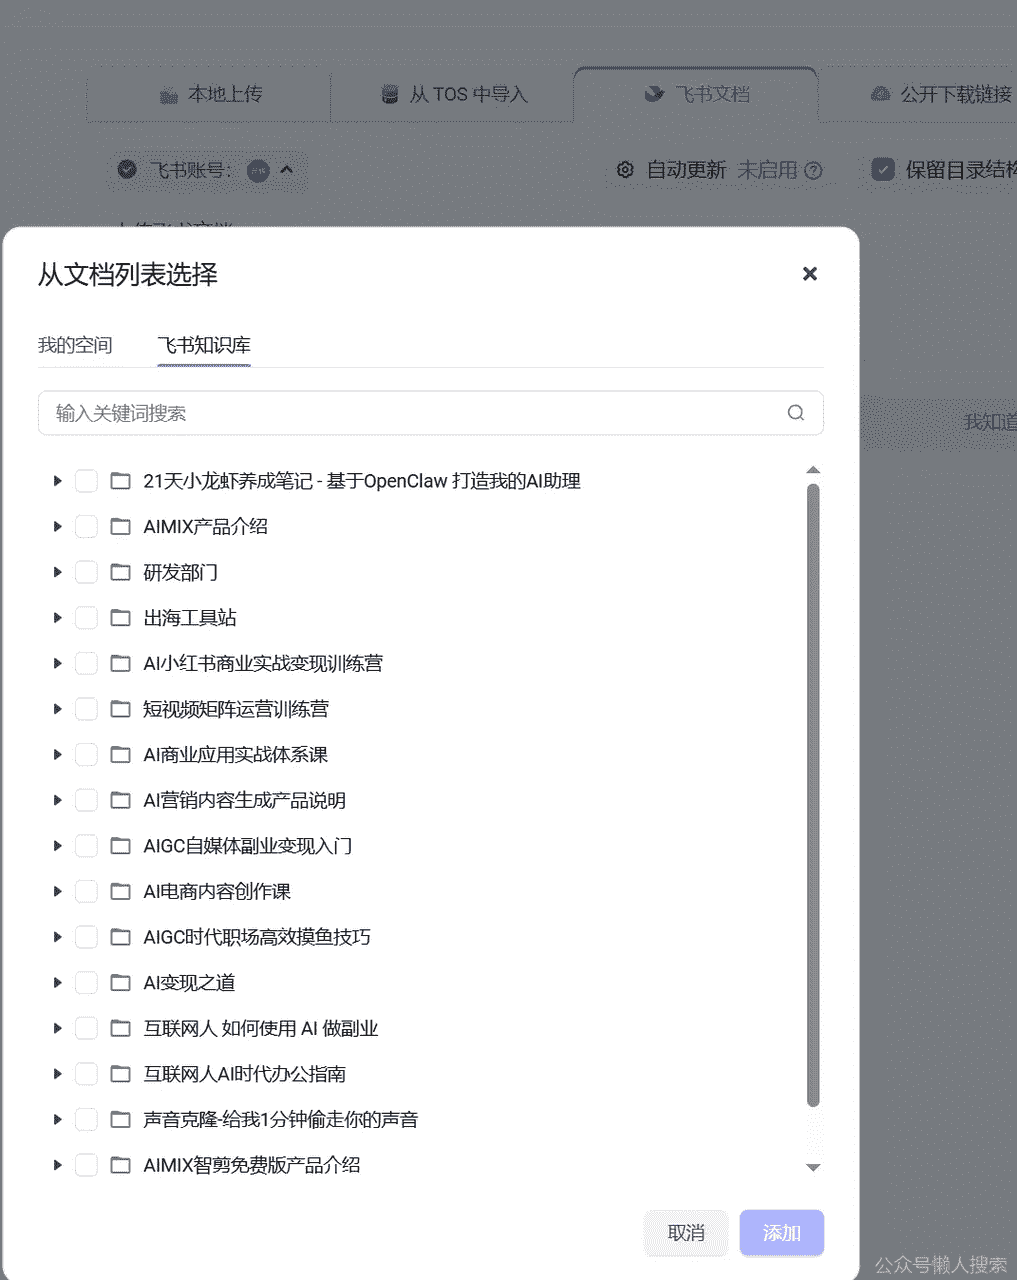 本地上传
从 TOS 中导入
飞书文档
公开下载链接
飞书账号:
自动更新 未启用
保留目录结构
从文档列表选择
我的空间
飞书知识库
输入关键词搜索
我知道
21天小龙虾养成笔记 - 基于OpenClaw 打造我的AI助理
AIMIX产品介绍
研发部门
出海工具站
AI小红书商业实战变现训练营
短视频矩阵运营训练营
AI商业应用实战体系课
AI营销内容生成产品说明
AIGC自媒体副业变现入门
AI电商内容创作课
AIGC时代职场高效摸鱼技巧
AI变现之道
互联网人 如何使用 AI 做副业
互联网人AI时代办公指南
声音克隆-给我1分钟偷走你的声音
AIMIX智剪免费版产品介绍
取消
添加
公众号懒人搜索